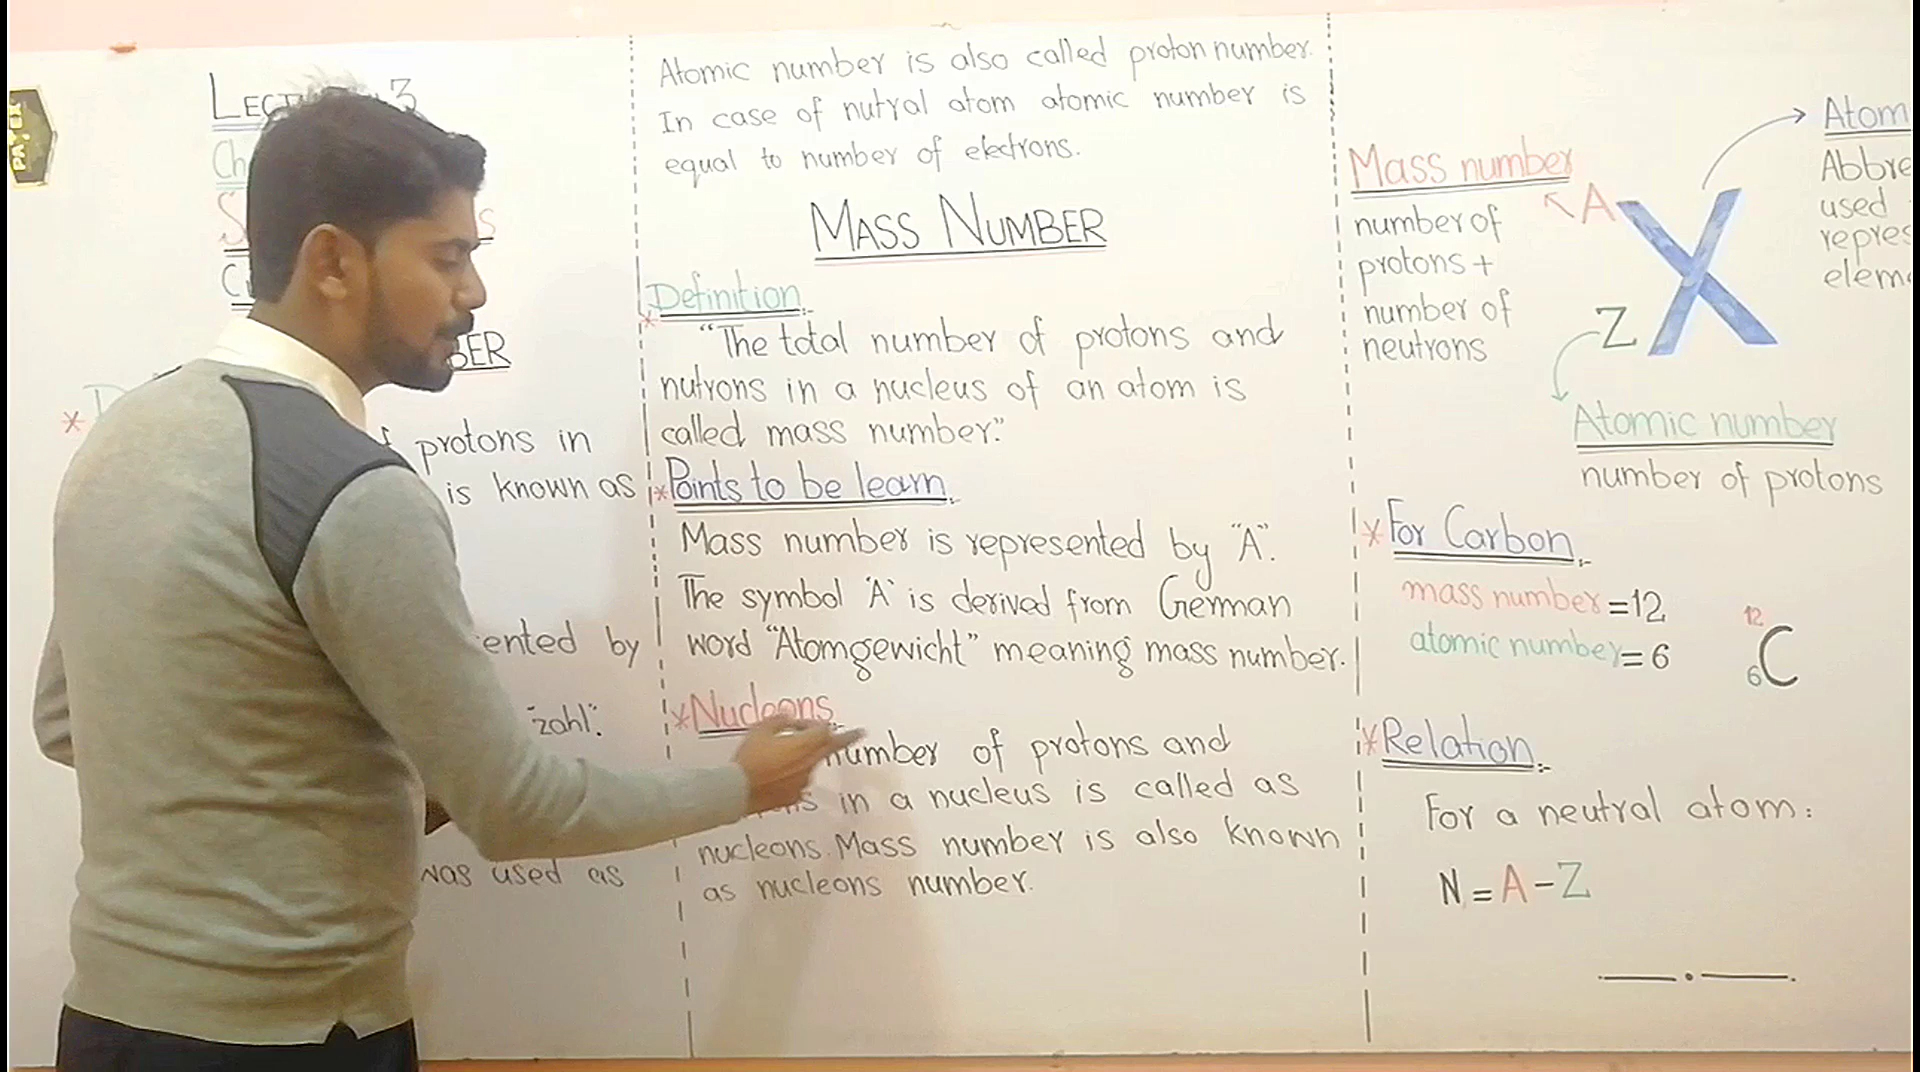 3
protons in
is known as
ented by
"zahl".
was used as
Atomic number is also called proton number.
In case of nutral atom atomic number is
equal to number of electrons.
MASS NUMBER
Definition:-
* "The total number of protons and
nutrons in a nucleus of an atom is
called mass number."
* Points to be learn:-
Mass number is represented by "A".
The symbol 'A' is derived from German
word "Atomgewicht" meaning mass number.
* Nucleons:-
number of protons and
in a nucleus is called as
nucleons. Mass number is also known
as nucleons number.
Mass number
number of
protons +
number of
neutrons
A
X
Z
Atom
Abbre
used
repres
elem
Atomic number
number of protons
* For Carbon:-
mass number = 12
atomic number = 6
12
C
6
* Relation:-
For a neutral atom:
N = A - Z